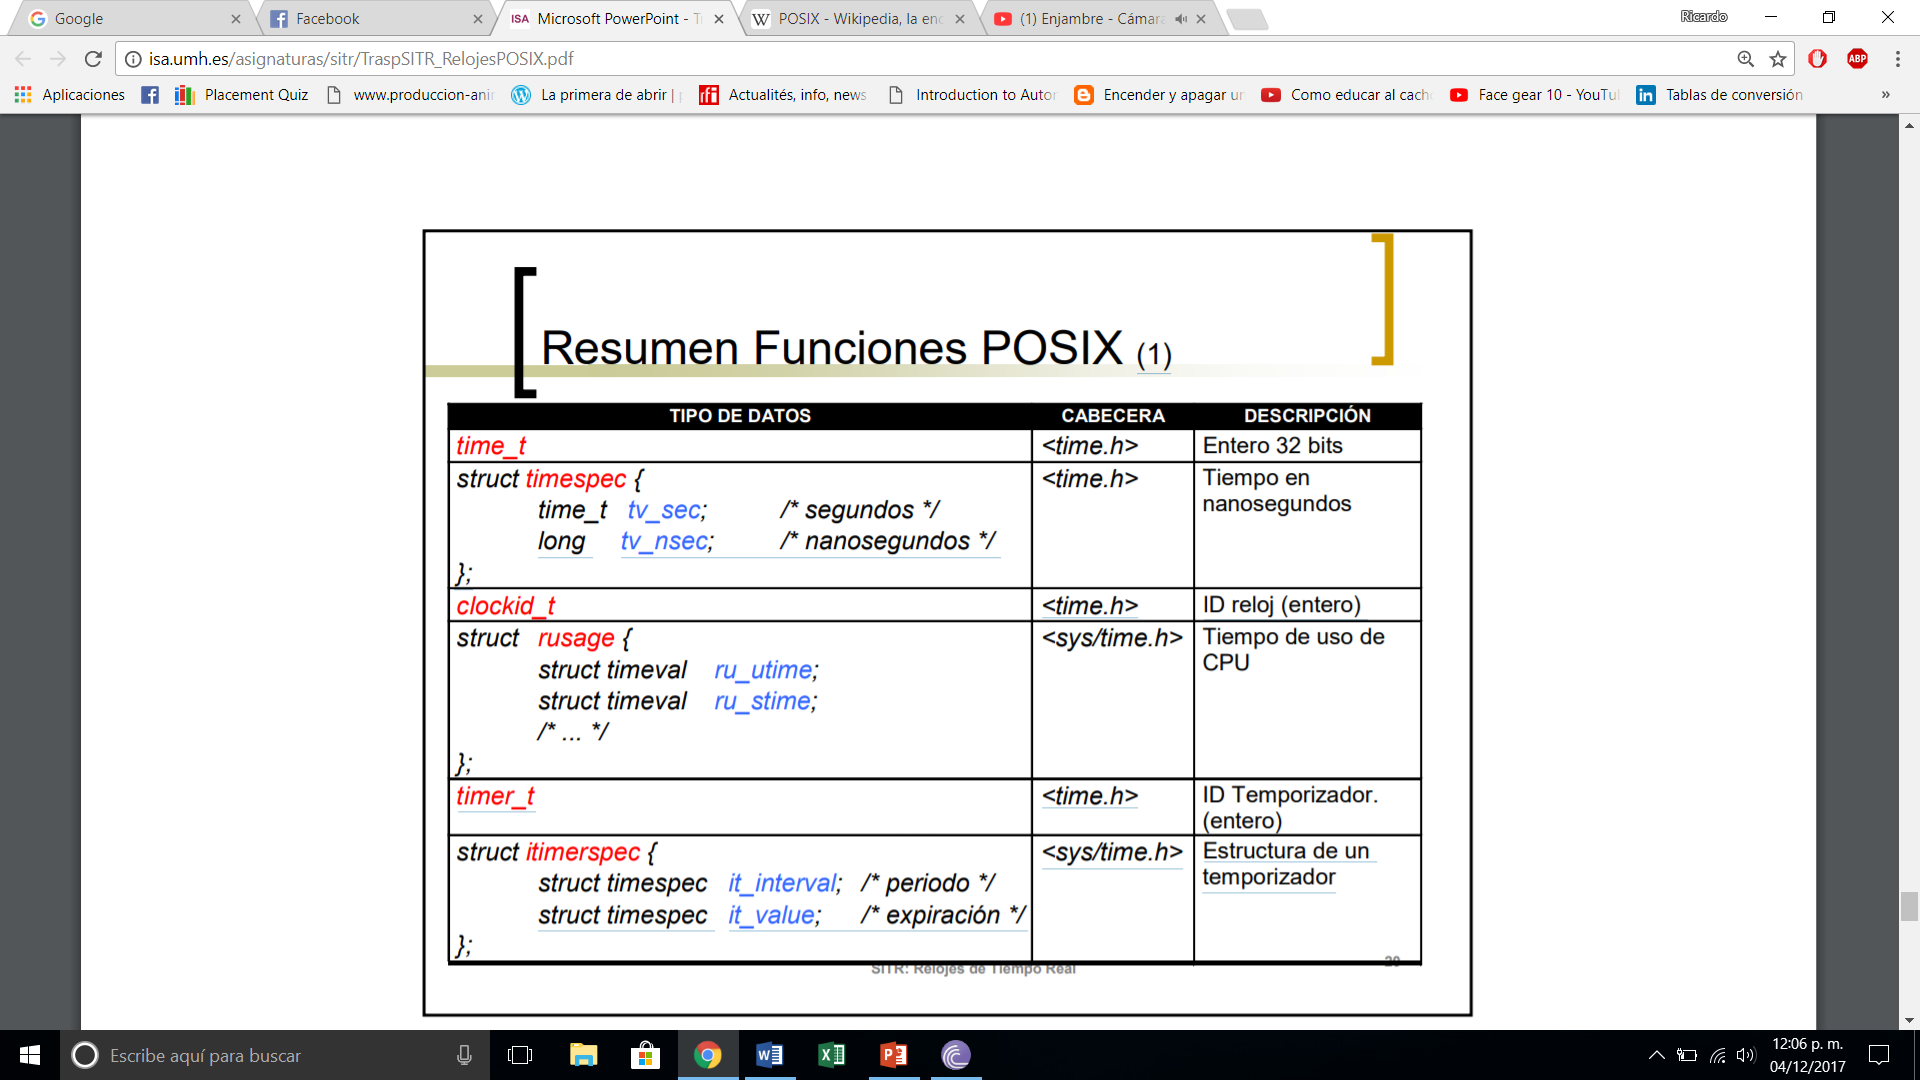 Google
Facebook
ISA Microsoft PowerPoint - T
W POSIX - Wikipedia, la enc
(1) Enjambre - Cámara
Ricardo
isa.umh.es/asignaturas/sitr/TraspSITR_RelojesPOSIX.pdf
ABP
Aplicaciones
Placement Quiz
www.produccion-ani
La primera de abrir |
rfi Actualités, info, news
Introduction to Autor
Encender y apagar u
Como educar al cach
Face gear 10 - YouTu
in Tablas de conversión
»
Resumen Funciones POSIX (1)
TIPO DE DATOS CABECERA DESCRIPCIÓN
time_t <time.h> Entero 32 bits
struct timespec { <time.h> Tiempo en
nanosegundos
time_t tv_sec; /* segundos */
long tv_nsec; /* nanosegundos */
};
clockid_t <time.h> ID reloj (entero)
struct rusage { <sys/time.h> Tiempo de uso de
CPU
struct timeval ru_utime;
struct timeval ru_stime;
/* ... */
};
timer_t <time.h> ID Temporizador.
(entero)
struct itimerspec { <sys/time.h> Estructura de un
temporizador
struct timespec it_interval; /* periodo */
struct timespec it_value; /* expiración */
};
SITR: Relojes de Tiempo Real
20
Escribe aquí para buscar
12:06 p. m.
04/12/2017